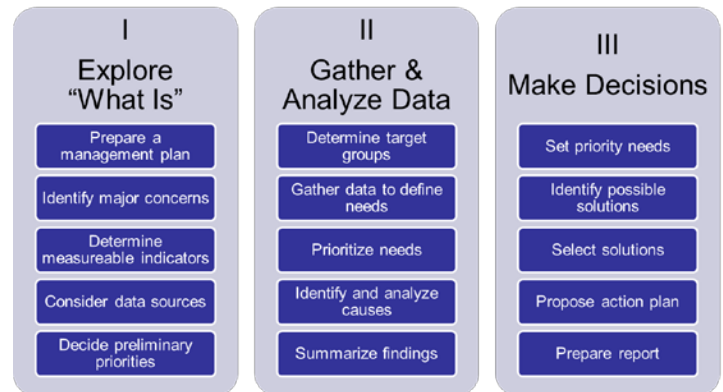 I
Explore
“What Is”
Prepare a
management plan
Identify major concerns
Determine
measureable indicators
Consider data sources
Decide preliminary
priorities
II
Gather &
Analyze Data
Determine target
groups
Gather data to define
needs
Prioritize needs
Identify and analyze
causes
Summarize findings
III
Make Decisions
Set priority needs
Identify possible
solutions
Select solutions
Propose action plan
Prepare report